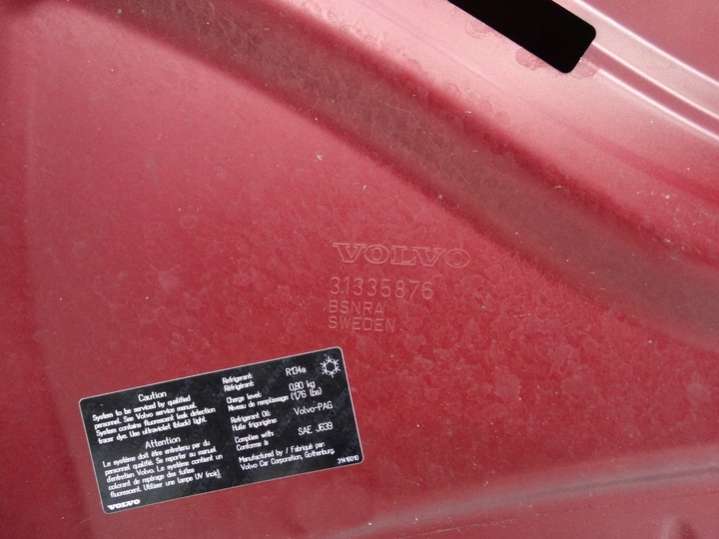 VOLVO
31335876
BSNRA
SWEDEN
Caution
System to be serviced by qualified
personnel. See Volvo service manual.
System contains fluorescent leak detection
tracer dye. Use ultraviolet (black) light.
Attention
Le système doit être entretenu par du
personnel qualifié. Se reporter au manual
d'entretien Volvo. Le système contient un
colorant de repérage des fuites
fluorescent. Utiliser une lampe UV (noire).
VOLVO
Refrigerant: R134a
Réfrigérant:
Charge level: 0.80 kg
Niveau de remplissage: (1.76 lbs)
Refrigerant Oil: Volvo-PAG
Huile frigorigène:
Complies with: SAE J639
Conforme à:
Manufactured by / Fabriqué par:
Volvo Car Corporation, Gothenburg.